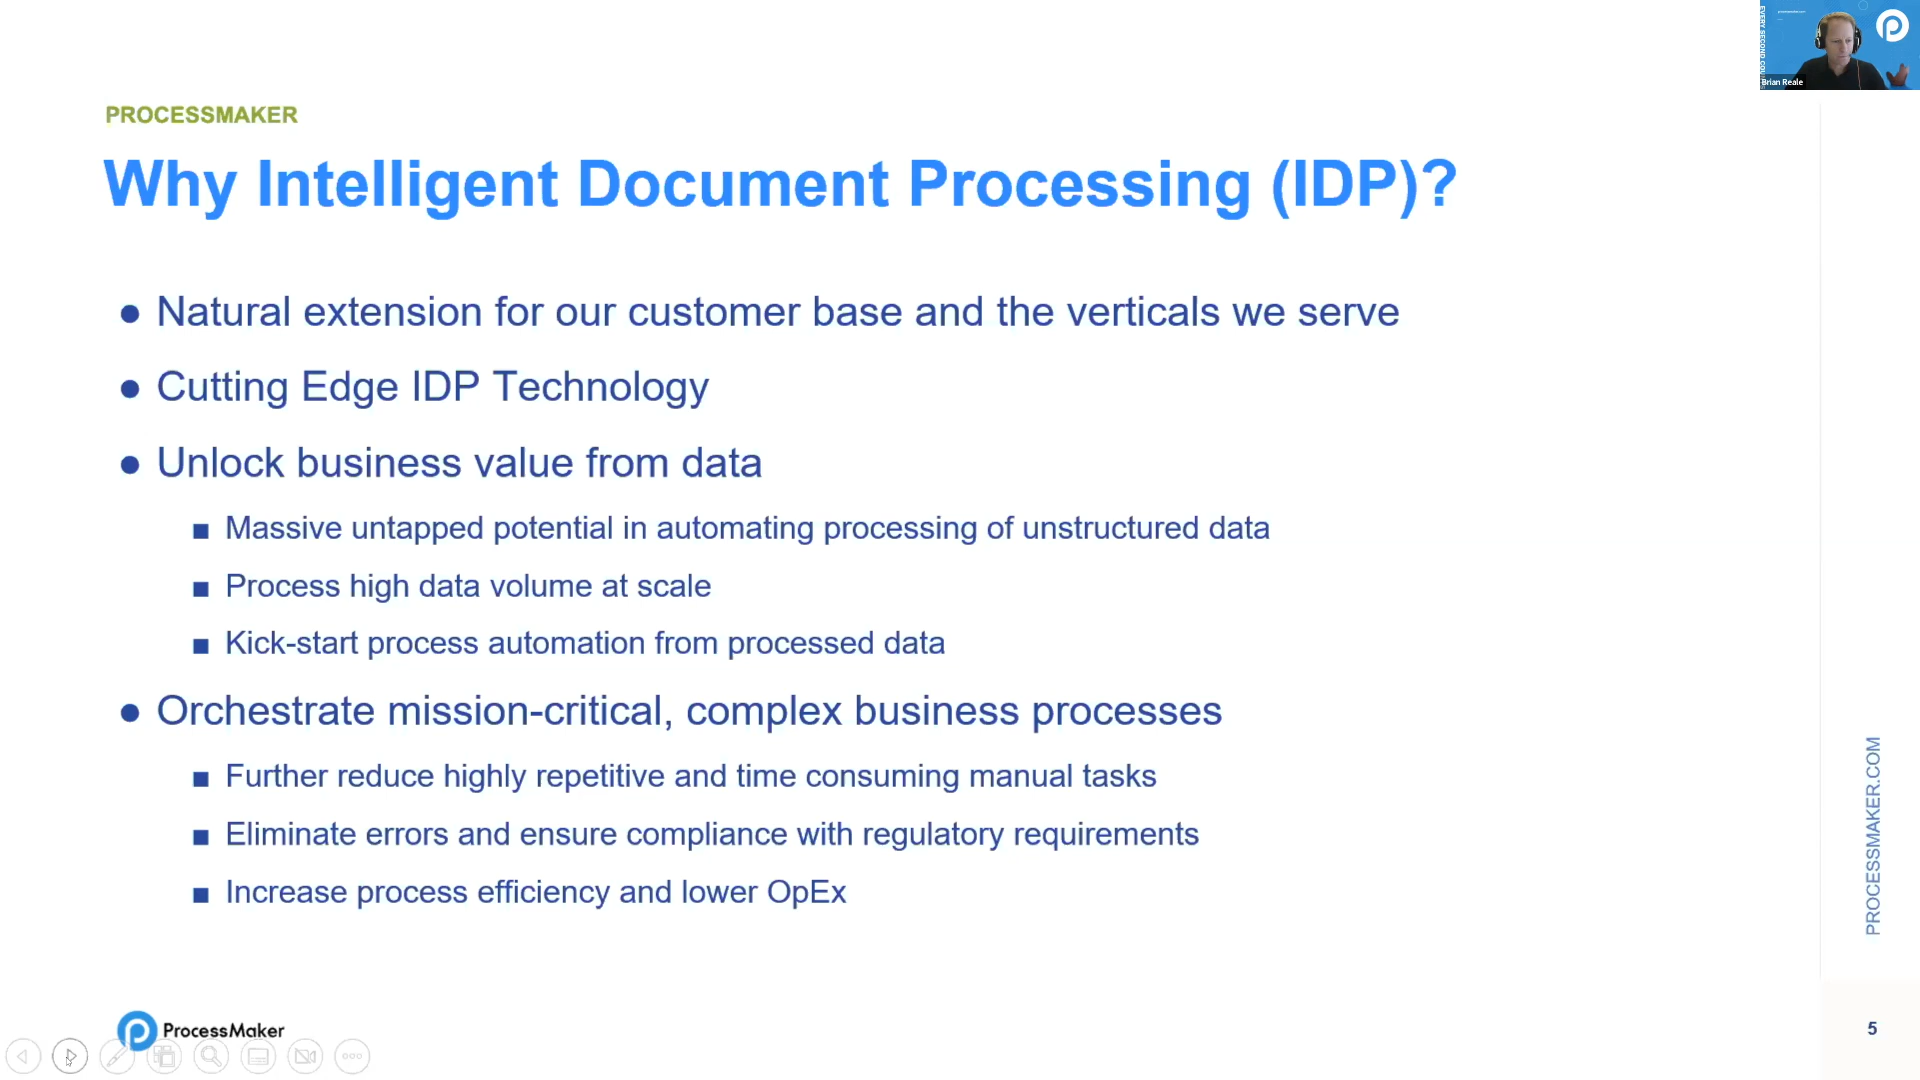 PROCESSMAKER
Why Intelligent Document Processing (IDP)?
Natural extension for our customer base and the verticals we serve
Cutting Edge IDP Technology
Unlock business value from data
Massive untapped potential in automating processing of unstructured data
Process high data volume at scale
Kick-start process automation from processed data
Orchestrate mission-critical, complex business processes
Further reduce highly repetitive and time consuming manual tasks
Eliminate errors and ensure compliance with regulatory requirements
Increase process efficiency and lower OpEx
ProcessMaker
PROCESSMAKER.COM
5
Brian Reale